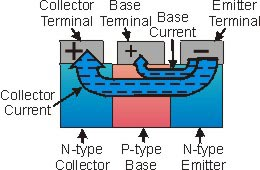 Collector
Terminal
Base
Terminal
Base
Current
Emitter
Terminal
+
+
−
Collector
Current
N-type
Collector
P-type
Base
N-type
Emitter